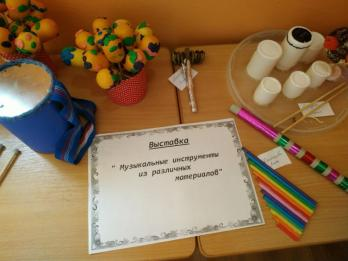 Выставка
" Музыкальные инструменты
из различных
материалов"